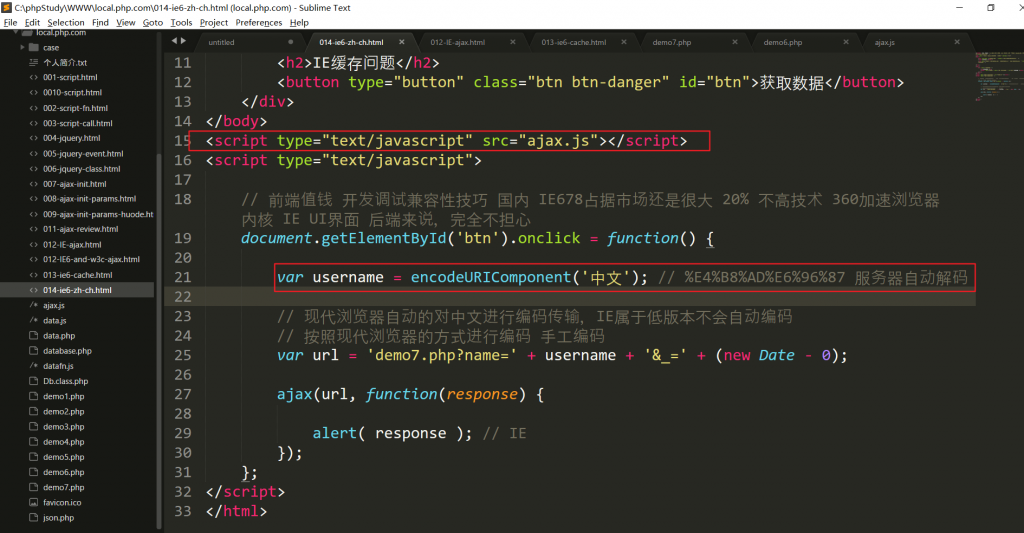 C:\phpStudy\WWW\local.php.com\014-ie6-zh-ch.html (local.php.com) - Sublime Text
File Edit Selection Find View Goto Tools Project Preferences Help
local.php.com
case
个人简介.txt
001-script.html
0010-script.html
002-script-fn.html
003-script-call.html
004-jquery.html
005-jquery-event.html
006-jquery-class.html
007-ajax-init.html
008-ajax-init-params.html
009-ajax-init-params-huode.ht
011-ajax-review.html
012-IE-ajax.html
012-IE6-and-w3c-ajax.html
013-ie6-cache.html
014-ie6-zh-ch.html
ajax.js
data.js
data.php
database.php
datafn.js
Db.class.php
demo1.php
demo2.php
demo3.php
demo4.php
demo5.php
demo6.php
demo7.php
favicon.ico
json.php
untitled 014-ie6-zh-ch.html 012-IE-ajax.html 013-ie6-cache.html demo7.php demo6.php ajax.js
11 <h2>IE缓存问题</h2>
12 <button type="button" class="btn btn-danger" id="btn">获取数据</button>
13 </div>
14 </body>
15 <script type="text/javascript" src="ajax.js"></script>
16 <script type="text/javascript">
17
18 // 前端值钱 开发调试兼容性技巧 国内 IE678占据市场还是很大 20% 不高技术 360加速浏览器
内核 IE UI界面 后端来说，完全不担心
19 document.getElementById('btn').onclick = function() {
20
21 var username = encodeURIComponent('中文'); // %E4%B8%AD%E6%96%87 服务器自动解码
22
23 // 现代浏览器自动的对中文进行编码传输，IE属于低版本不会自动编码
24 // 按照现代浏览器的方式进行编码 手工编码
25 var url = 'demo7.php?name=' + username + '&_=' + (new Date - 0);
26
27 ajax(url, function(response) {
28
29 alert( response ); // IE
30 });
31 };
32 </script>
33 </html>